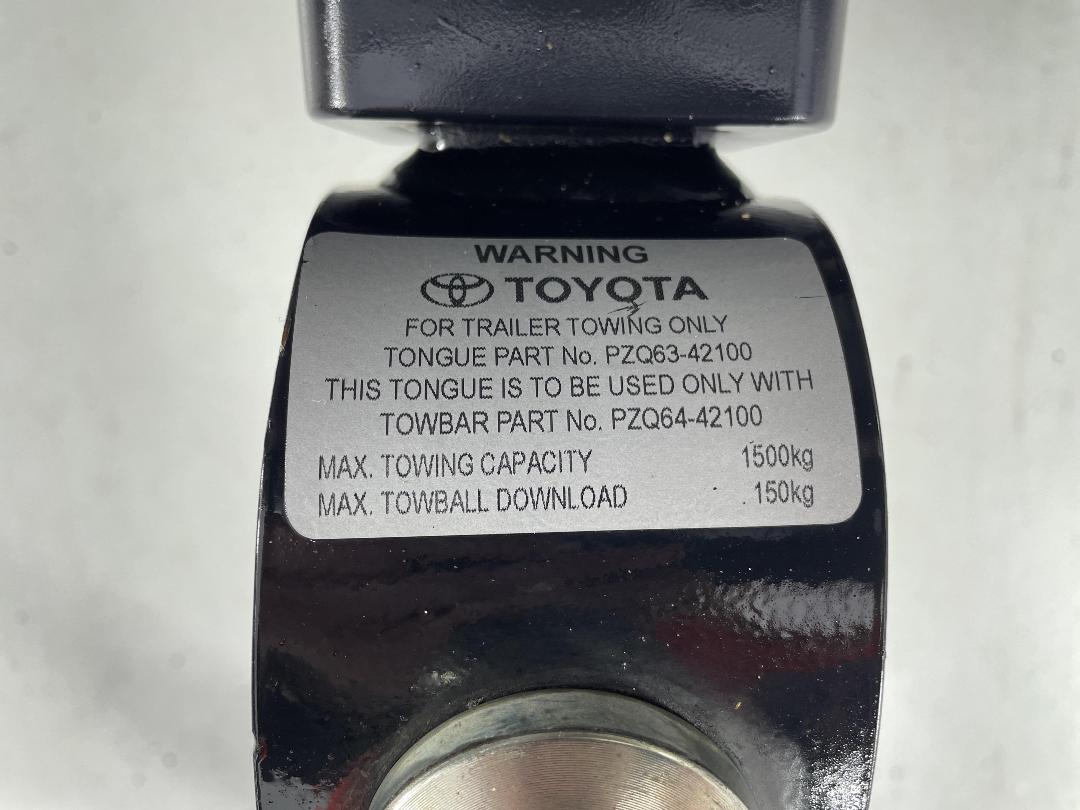 WARNING
TOYOTA
FOR TRAILER TOWING ONLY
TONGUE PART No. PZQ63-42100
THIS TONGUE IS TO BE USED ONLY WITH
TOWBAR PART No. PZQ64-42100
MAX. TOWING CAPACITY 1500kg
MAX. TOWBALL DOWNLOAD 150kg